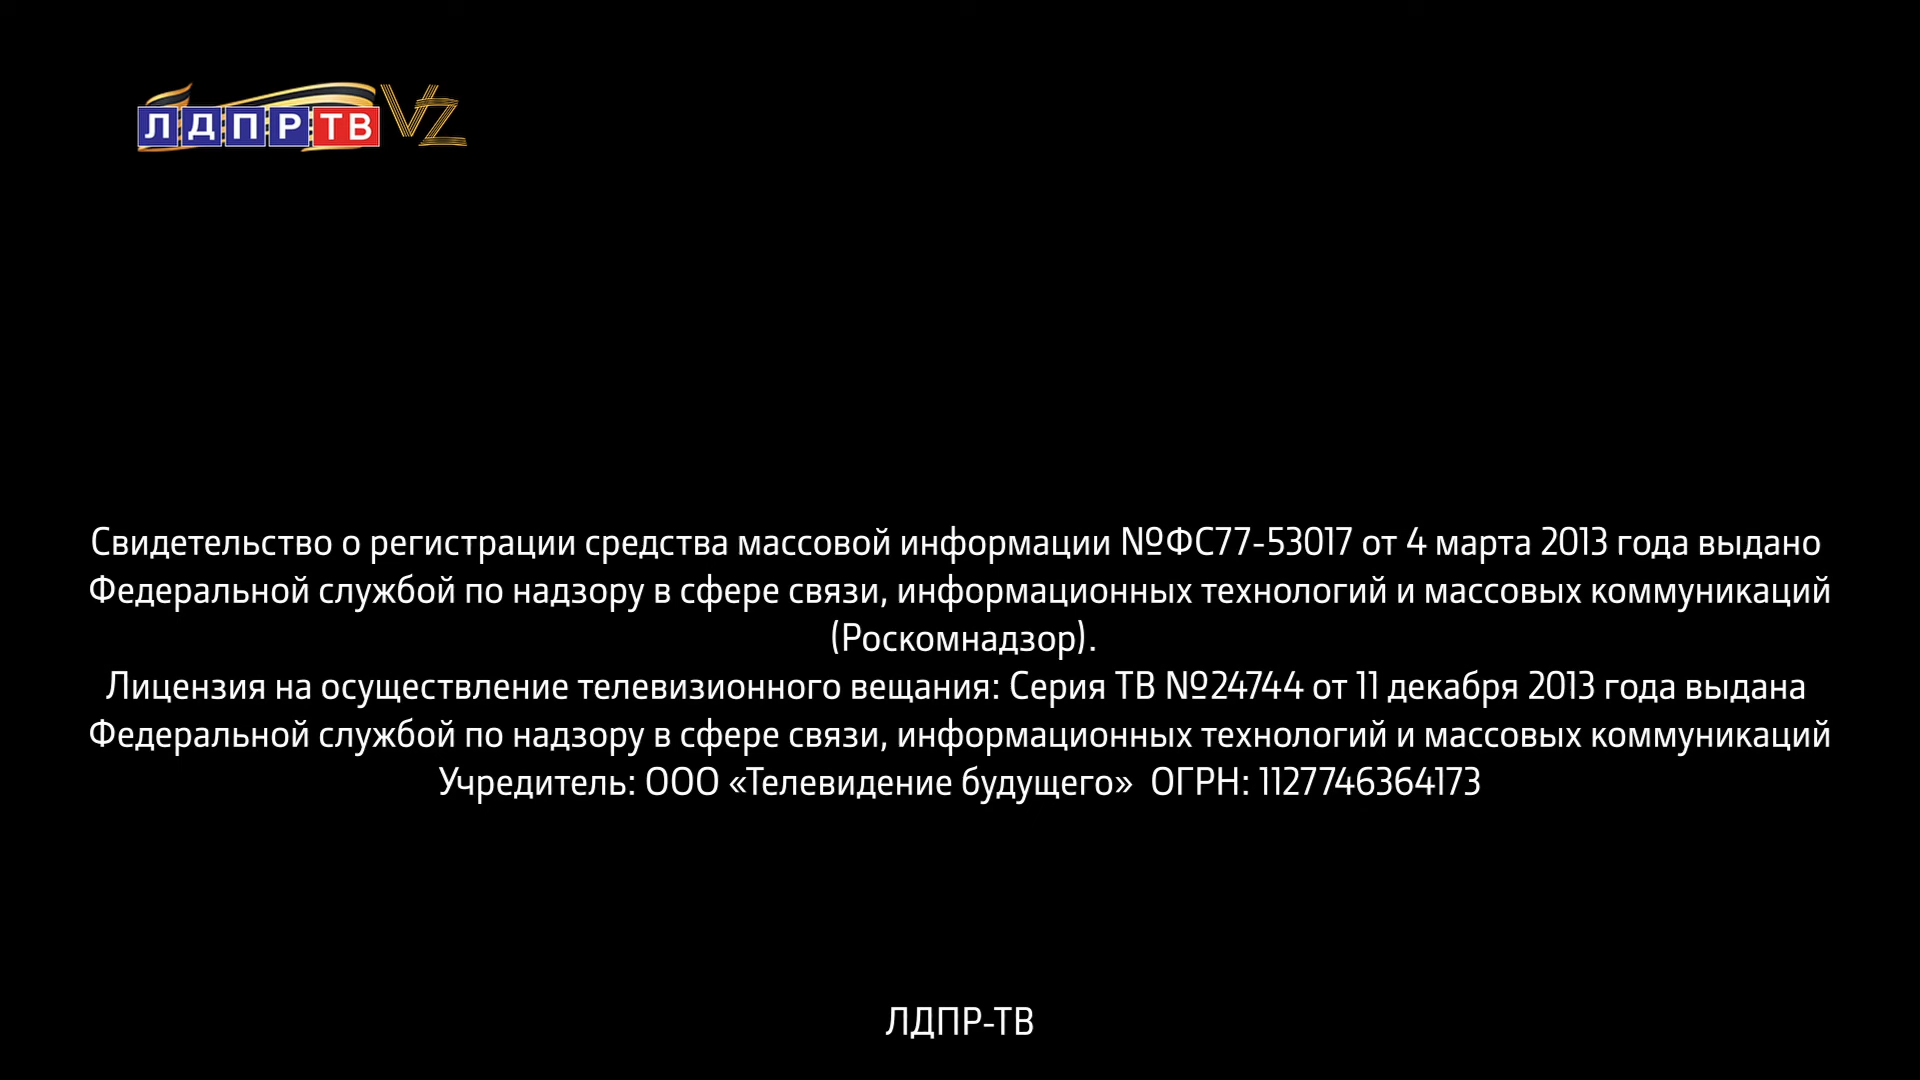 ЛДПР ТВ VZ
Свидетельство о регистрации средства массовой информации №ФС77-53017 от 4 марта 2013 года выдано
Федеральной службой по надзору в сфере связи, информационных технологий и массовых коммуникаций
(Роскомнадзор).
Лицензия на осуществление телевизионного вещания: Серия ТВ №24744 от 11 декабря 2013 года выдана
Федеральной службой по надзору в сфере связи, информационных технологий и массовых коммуникаций
Учредитель: ООО «Телевидение будущего» ОГРН: 1127746364173
ЛДПР-ТВ